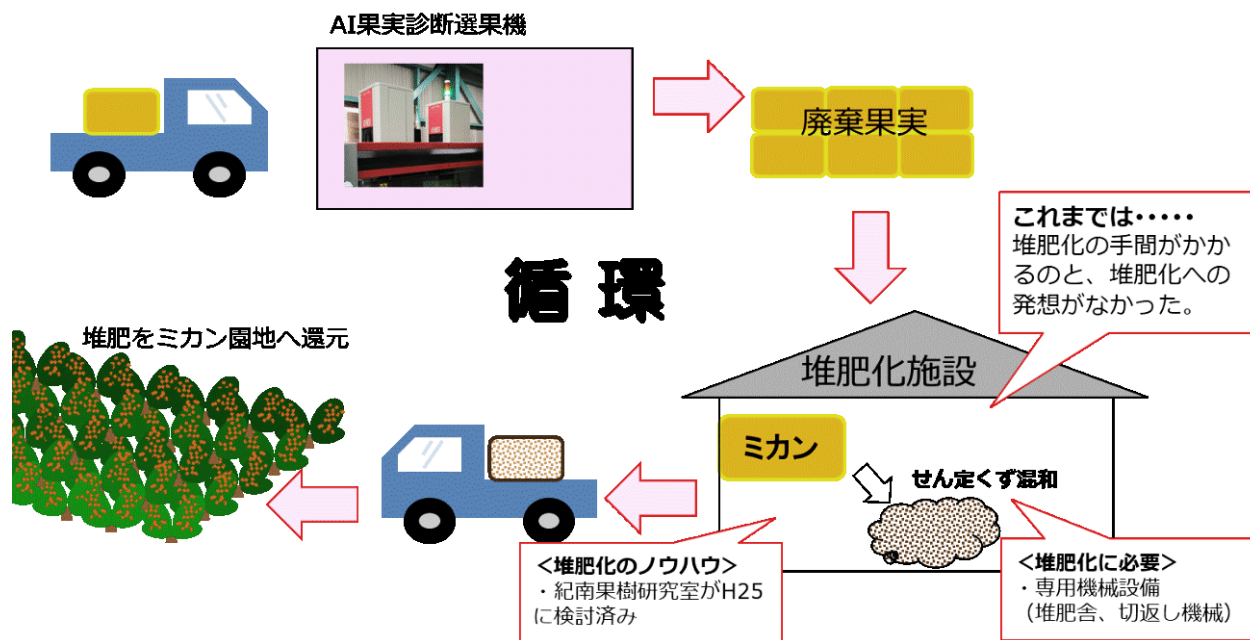 AI果実診断選果機
廃棄果実
これまでは・・・・・
堆肥化の手間がかか
るのと、堆肥化への
発想がなかった。
循 環
堆肥をミカン園地へ還元
堆肥化施設
ミカン
せん定くず混和
<堆肥化のノウハウ>
・紀南果樹研究室がH25
に検討済み
<堆肥化に必要>
・専用機械設備
（堆肥舎、切返し機械）